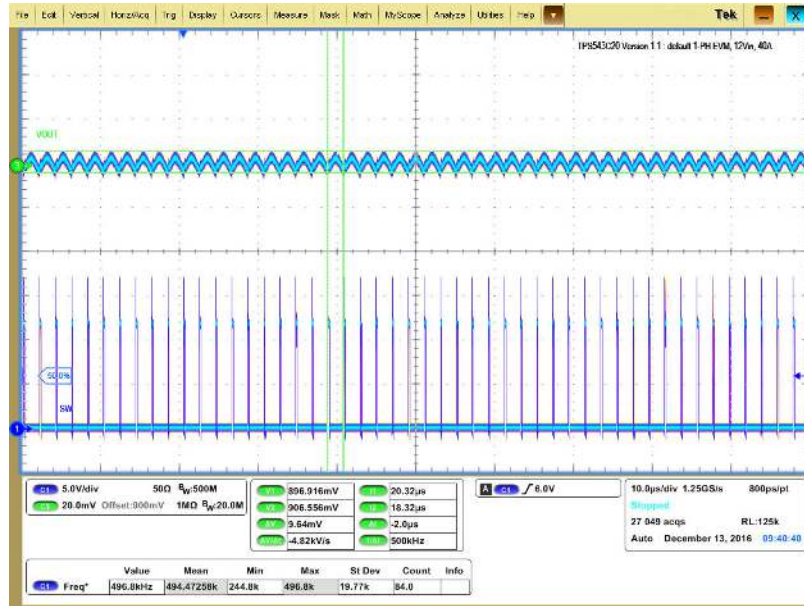 File Edit Vertical Horiz/Acq Trig Display Cursors Measure Mask Math MyScope Analyze Utilities Help Tek X
TPS543C20 Version 1.1 : default 1-PH EVM, 12Vin, 40A
VOUT
3
50.0%
SW
1
C1 5.0V/div 50Ω BW:500M
C3 20.0mV Offset:900mV 1MΩ BW:20.0M
V1 896.916mV t1 20.32µs
V2 906.556mV t2 18.32µs
ΔV 9.64mV Δt -2.0µs
ΔV/Δt -4.82kV/s 1/Δt 500kHz
A C1 6.0V
10.0µs/div 1.25GS/s 800ps/pt
Stopped
27 049 acqs RL:125k
Auto December 13, 2016 09:40:40
Value Mean Min Max St Dev Count Info
C1 Freq* 496.8kHz 494.47258k 244.8k 496.8k 19.77k 84.0